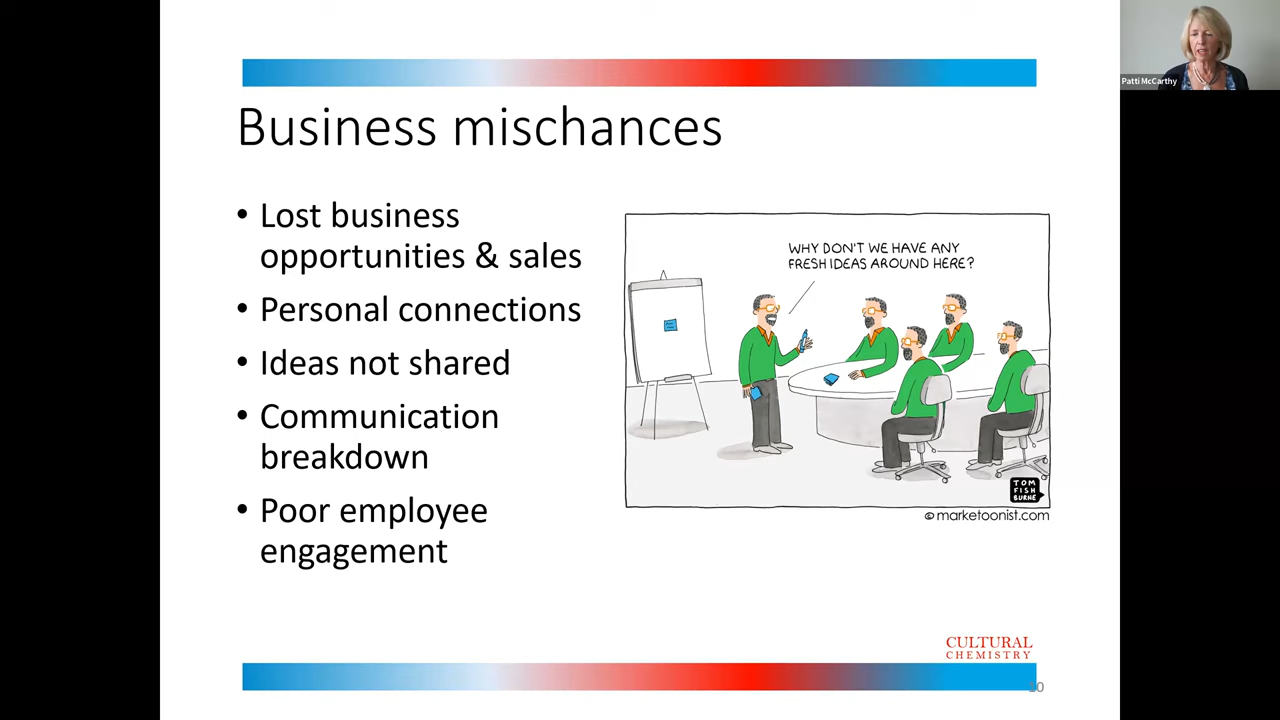 Patti McCarthy
Business mischances
• Lost business
opportunities & sales
• Personal connections
• Ideas not shared
• Communication
breakdown
• Poor employee
engagement
WHY DON'T WE HAVE ANY
FRESH IDEAS AROUND HERE?
TOM
FISH
BURNE
© marketoonist.com
CULTURAL
CHEMISTRY